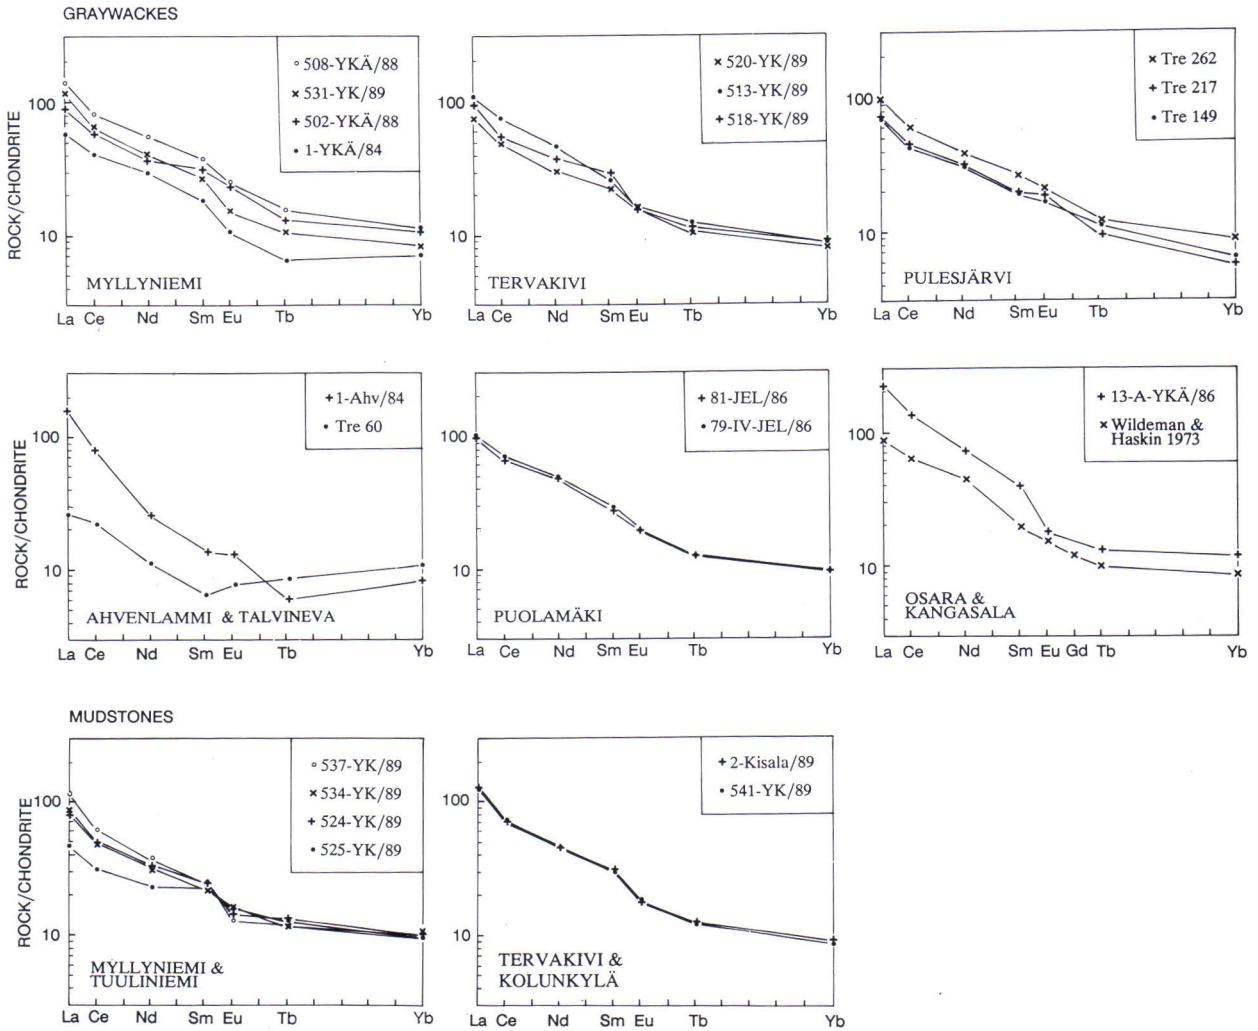 GRAYWACKES
ROCK/CHONDRITE
100
10
508-YKÄ/88
531-YK/89
502-YKÄ/88
1-YKÄ/84
MYLLYNIEMI
La Ce Nd Sm Eu Tb Yb
100
10
520-YK/89
513-YK/89
518-YK/89
TERVAKIVI
La Ce Nd Sm Eu Tb Yb
100
10
Tre 262
Tre 217
Tre 149
PULESJÄRVI
La Ce Nd Sm Eu Tb Yb
ROCK/CHONDRITE
100
10
1-Ahv/84
Tre 60
AHVENLAMMI & TALVINEVA
La Ce Nd Sm Eu Tb Yb
100
10
81-JEL/86
79-IV-JEL/86
PUOLAMÄKI
La Ce Nd Sm Eu Tb Yb
100
10
13-A-YKÄ/86
Wildeman &
Haskin 1973
OSARA &
KANGASALA
La Ce Nd Sm Eu Gd Tb Yb
MUDSTONES
ROCK/CHONDRITE
100
10
537-YK/89
534-YK/89
524-YK/89
525-YK/89
MYLLYNIEMI &
TUULINIEMI
La Ce Nd Sm Eu Tb Yb
100
10
2-Kisala/89
541-YK/89
TERVAKIVI &
KOLUNKYLÄ
La Ce Nd Sm Eu Tb Yb